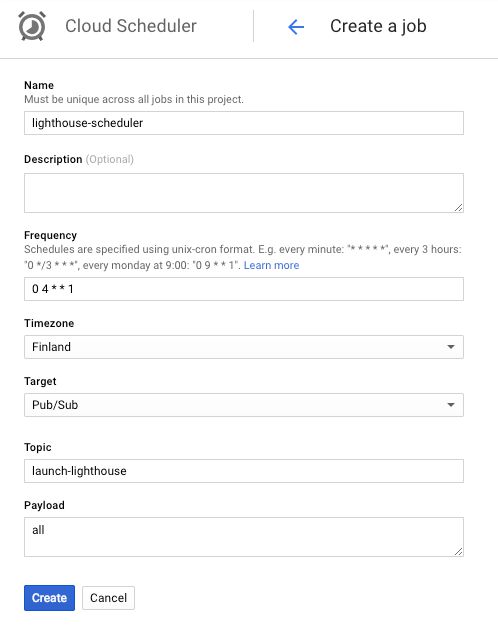 Cloud Scheduler
Create a job
Name
Must be unique across all jobs in this project.
lighthouse-scheduler
Description (Optional)
Frequency
Schedules are specified using unix-cron format. E.g. every minute: "* * * * *", every 3 hours:
"0 */3 * * *", every monday at 9:00: "0 9 * * 1". Learn more
0 4 * * 1
Timezone
Finland
Target
Pub/Sub
Topic
launch-lighthouse
Payload
all
Create
Cancel